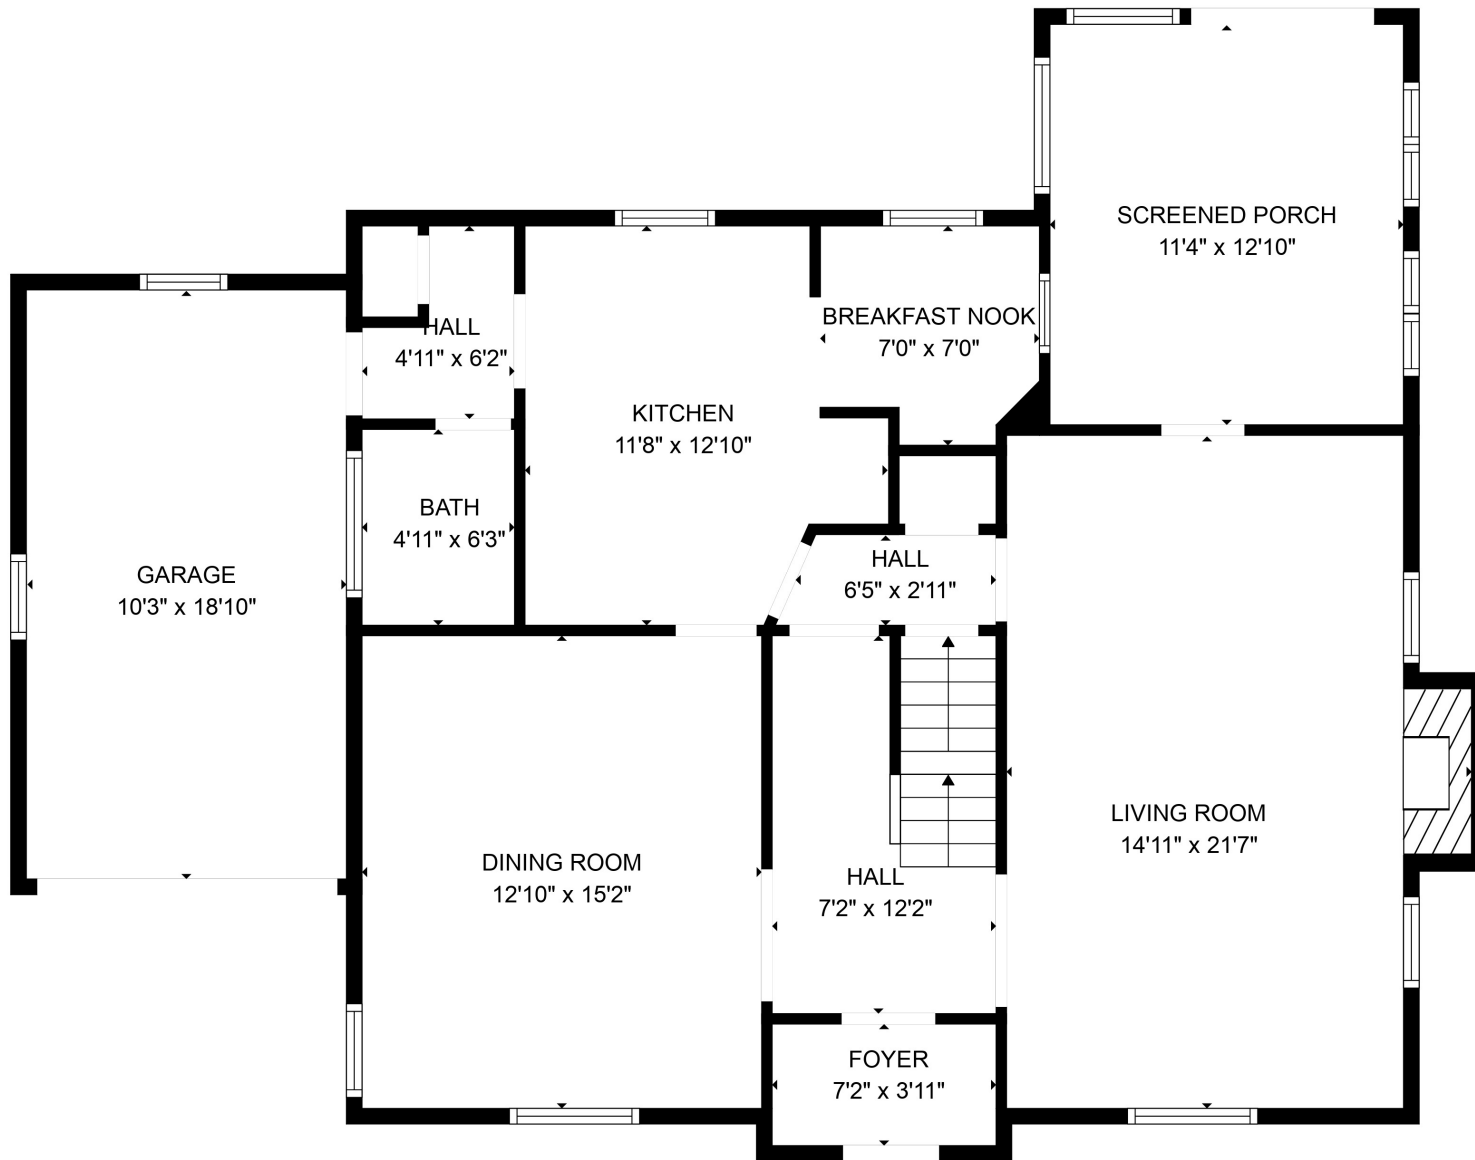 SCREENED PORCH
11'4" x 12'10"
BREAKFAST NOOK
7'0" x 7'0"
HALL
4'11" x 6'2"
KITCHEN
11'8" x 12'10"
BATH
4'11" x 6'3"
GARAGE
10'3" x 18'10"
HALL
6'5" x 2'11"
LIVING ROOM
14'11" x 21'7"
DINING ROOM
12'10" x 15'2"
HALL
7'2" x 12'2"
FOYER
7'2" x 3'11"